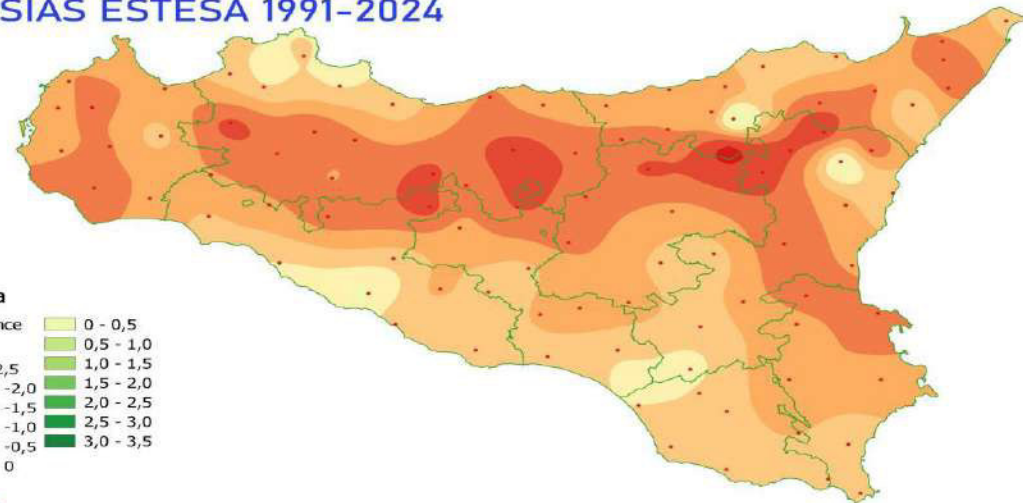 SIAS ESTESA 1991-2024
a
nce
0 - 0,5
0,5 - 1,0
1,0 - 1,5
2,5
1,5 - 2,0
-2,0
2,0 - 2,5
-1,5
2,5 - 3,0
-1,0
3,0 - 3,5
-0,5
0